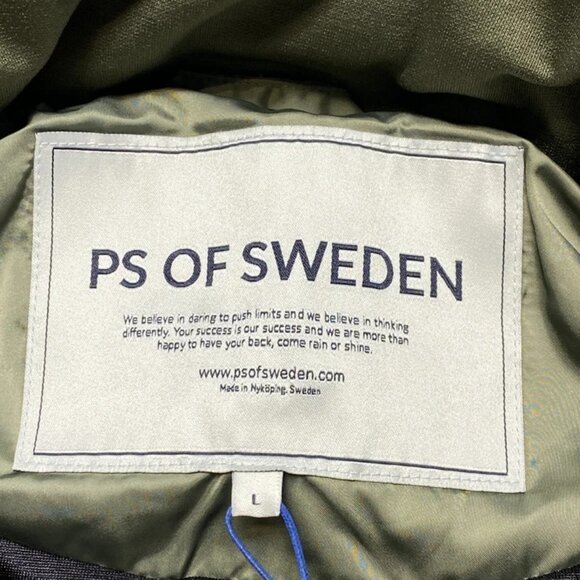 PS OF SWEDEN
We believe in daring to push limits and we believe in thinking
differently. Your success is our success and we are more than
happy to have your back, come rain or shine.
www.psofsweden.com
Made in Nyköping, Sweden
L